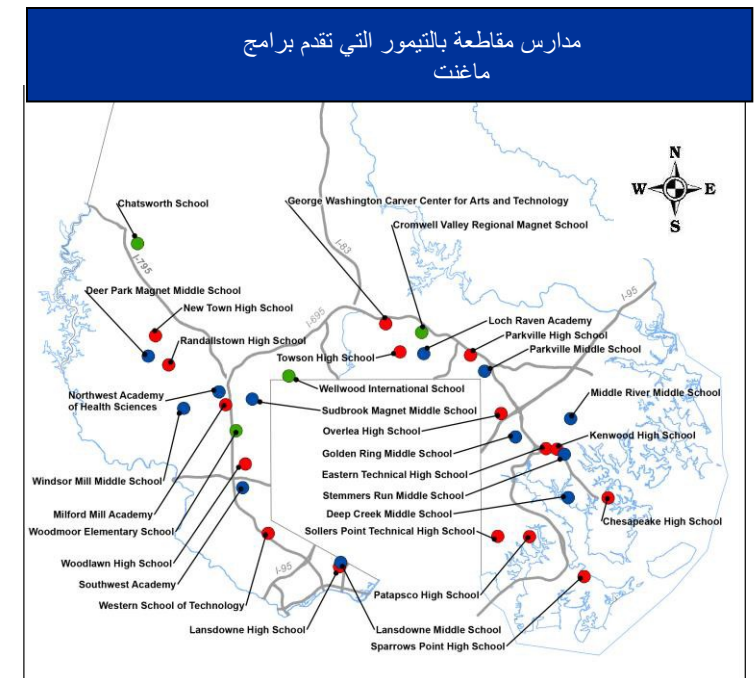 مدارس مقاطعة بالتيمور التي تقدم برامج
ماغنت
N
W
E
S
Chatsworth School
George Washington Carver Center for Arts and Technology
Cromwell Valley Regional Magnet School
I-83
I-795
I-95
Deer Park Magnet Middle School
New Town High School
Randallstown High School
I-695
Loch Raven Academy
Parkville High School
Parkville Middle School
Towson High School
Northwest Academy
of Health Sciences
Wellwood International School
Sudbrook Magnet Middle School
Middle River Middle School
Overlea High School
Kenwood High School
Golden Ring Middle School
Eastern Technical High School
Windsor Mill Middle School
Stemmers Run Middle School
Deep Creek Middle School
Milford Mill Academy
Chesapeake High School
Woodmoor Elementary School
Sollers Point Technical High School
Woodlawn High School
I-95
Southwest Academy
Patapsco High School
Western School of Technology
Lansdowne High School
Lansdowne Middle School
Sparrows Point High School